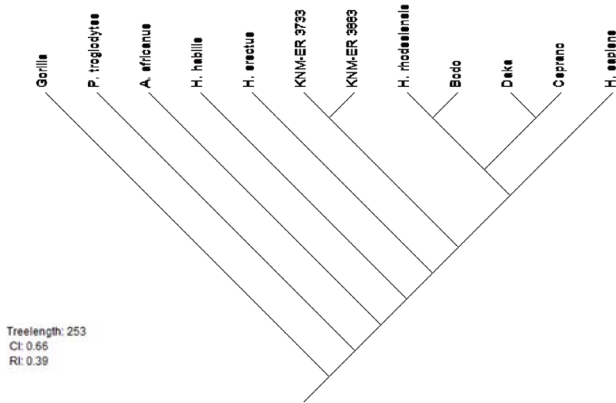 Gorilla
P. troglodytes
A. africanus
H. habilis
H. erectus
KNM-ER 3733
KNM-ER 3883
H. rhodesiensis
Bodo
Daka
Ceprano
H. sapiens
Treelength: 253
CI: 0.66
RI: 0.39